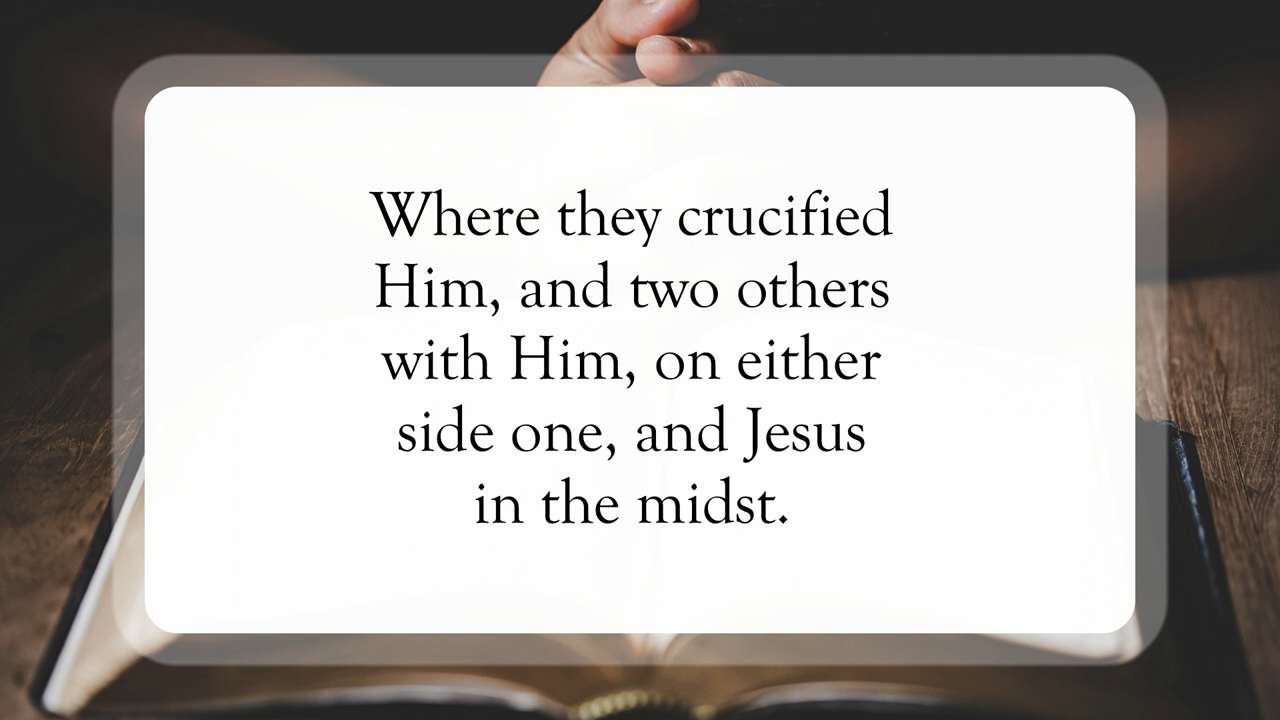 Where they crucified
Him, and two others
with Him, on either
side one, and Jesus
in the midst.